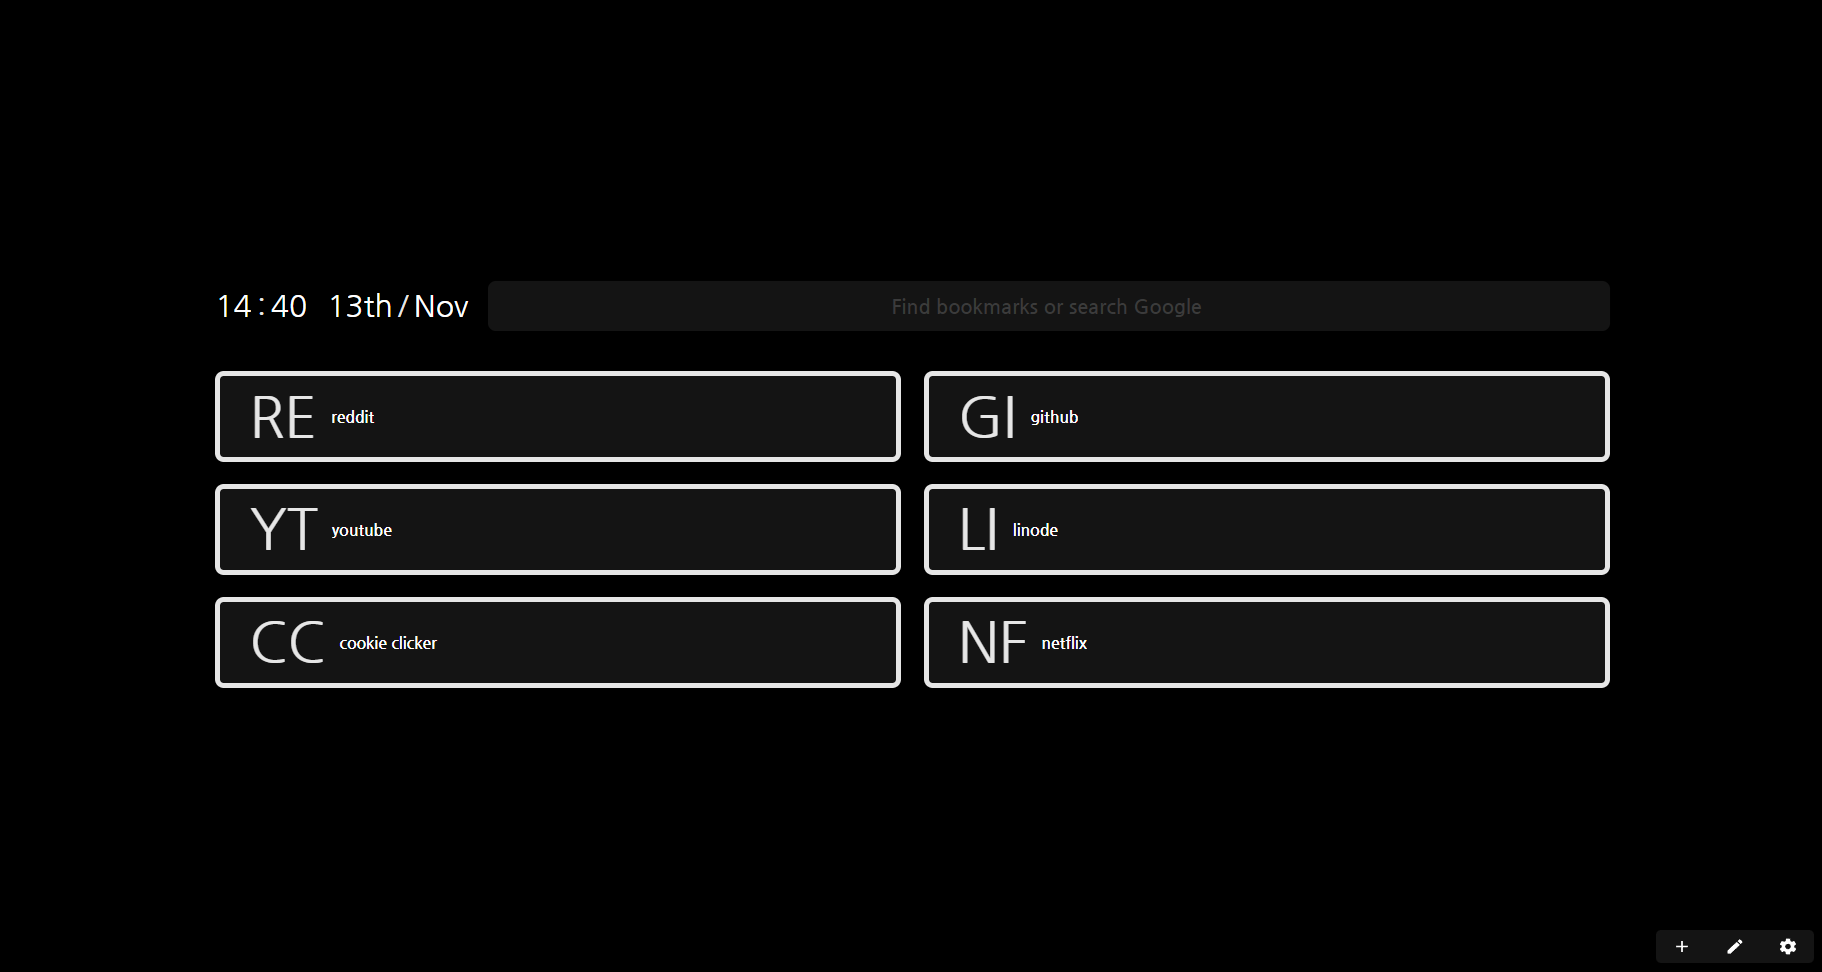 14 : 40 13th / Nov Find bookmarks or search Google
RE reddit GI github
YT youtube LI linode
CC cookie clicker NF netflix